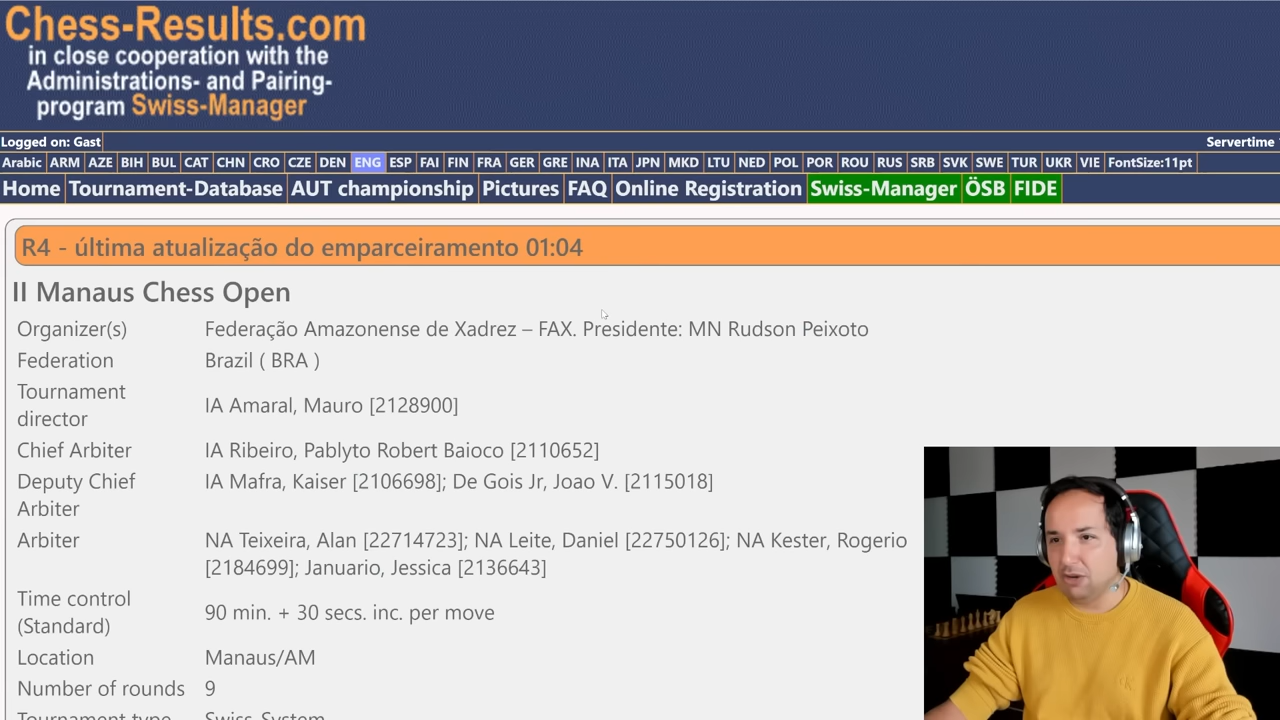 Chess-Results.com
in close cooperation with the
Administrations- and Pairing-
program Swiss-Manager
Logged on: Gast
Servertime
Arabic ARM AZE BIH BUL CAT CHN CRO CZE DEN ENG ESP FAI FIN FRA GER GRE INA ITA JPN MKD LTU NED POL POR ROU RUS SRB SVK SWE TUR UKR VIE FontSize:11pt
Home Tournament-Database AUT championship Pictures FAQ Online Registration Swiss-Manager ÖSB FIDE
R4 - última atualização do emparceiramento 01:04
II Manaus Chess Open
Organizer(s) Federação Amazonense de Xadrez – FAX. Presidente: MN Rudson Peixoto
Federation Brazil ( BRA )
Tournament
director IA Amaral, Mauro [2128900]
Chief Arbiter IA Ribeiro, Pablyto Robert Baioco [2110652]
Deputy Chief
Arbiter IA Mafra, Kaiser [2106698]; De Gois Jr, Joao V. [2115018]
Arbiter NA Teixeira, Alan [22714723]; NA Leite, Daniel [22750126]; NA Kester, Rogerio
[2184699]; Januario, Jessica [2136643]
Time control
(Standard) 90 min. + 30 secs. inc. per move
Location Manaus/AM
Number of rounds 9
Tournament type Swiss-System